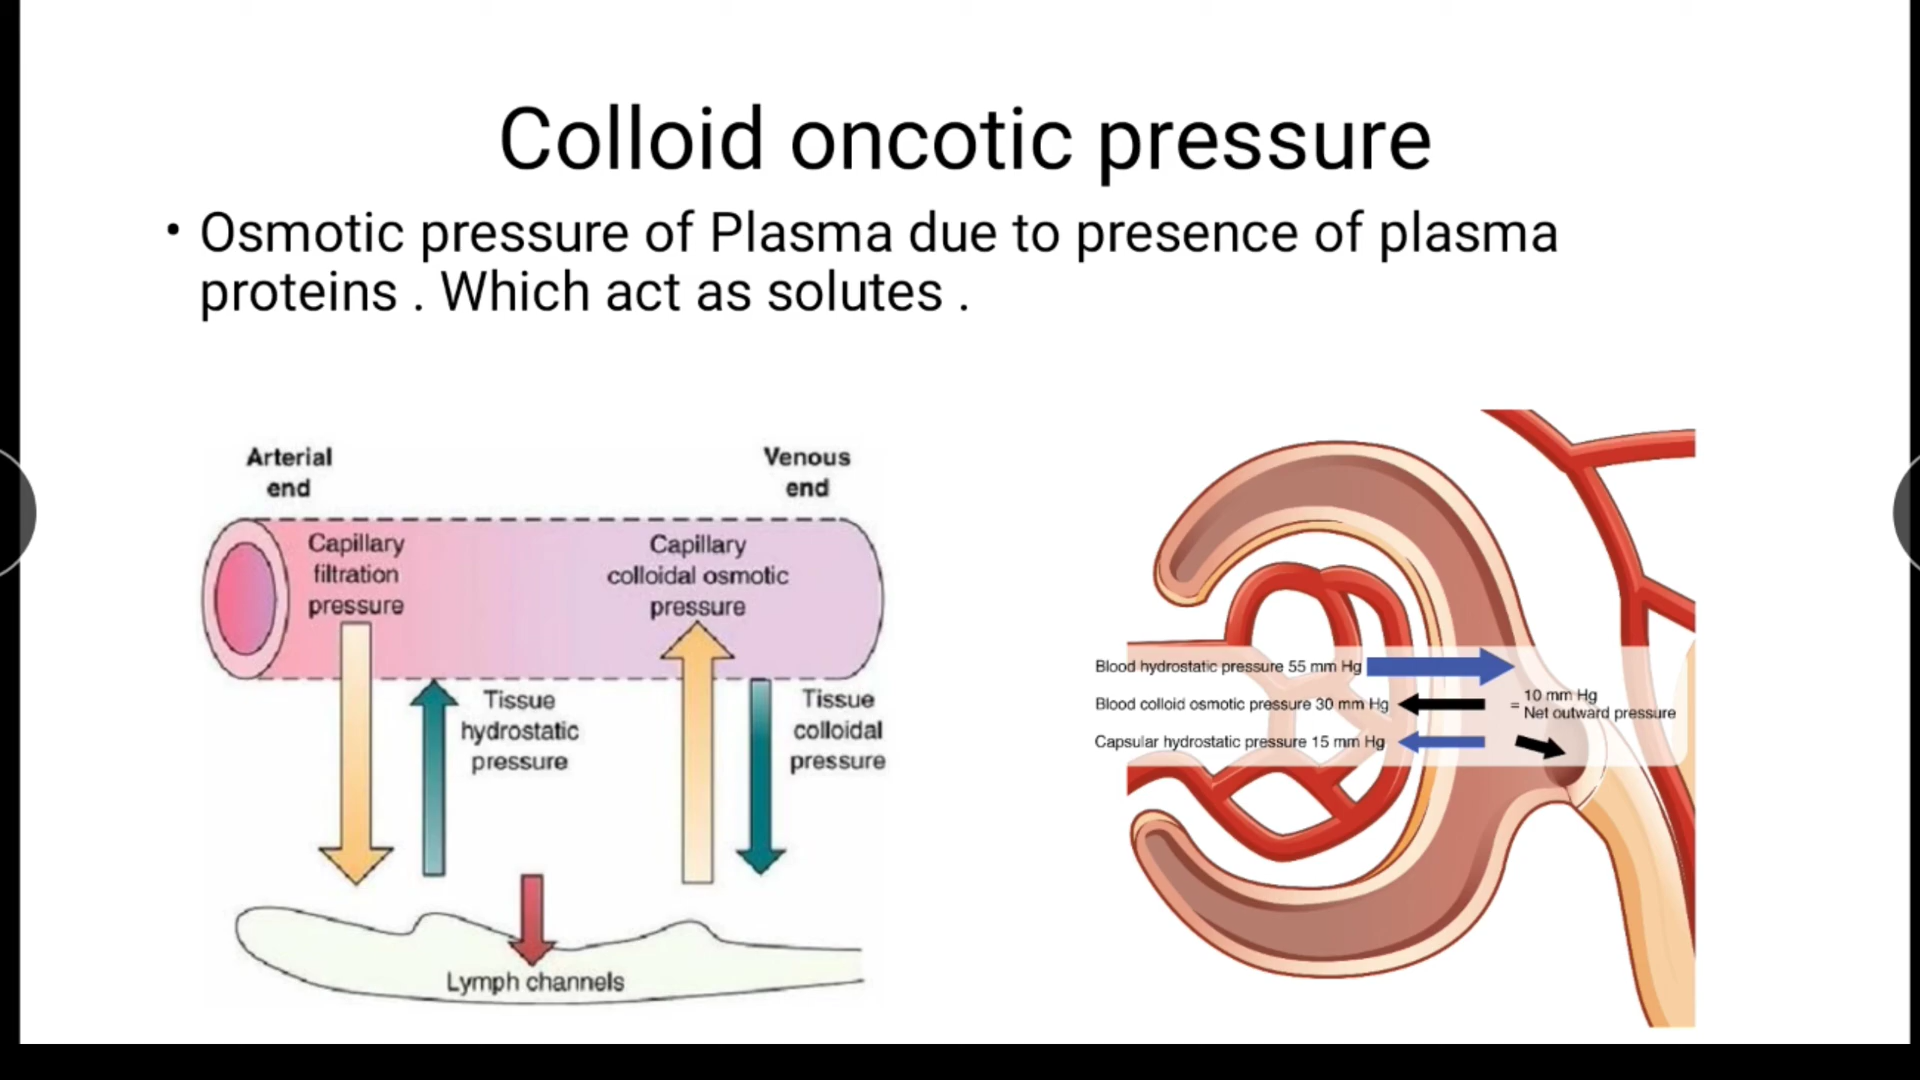 Colloid oncotic pressure
• Osmotic pressure of Plasma due to presence of plasma
proteins . Which act as solutes .
Arterial
end
Venous
end
Capillary
filtration
pressure
Capillary
colloidal osmotic
pressure
Tissue
hydrostatic
pressure
Tissue
colloidal
pressure
Lymph channels
Blood hydrostatic pressure 55 mm Hg
Blood colloid osmotic pressure 30 mm Hg
Capsular hydrostatic pressure 15 mm Hg
= 10 mm Hg
Net outward pressure